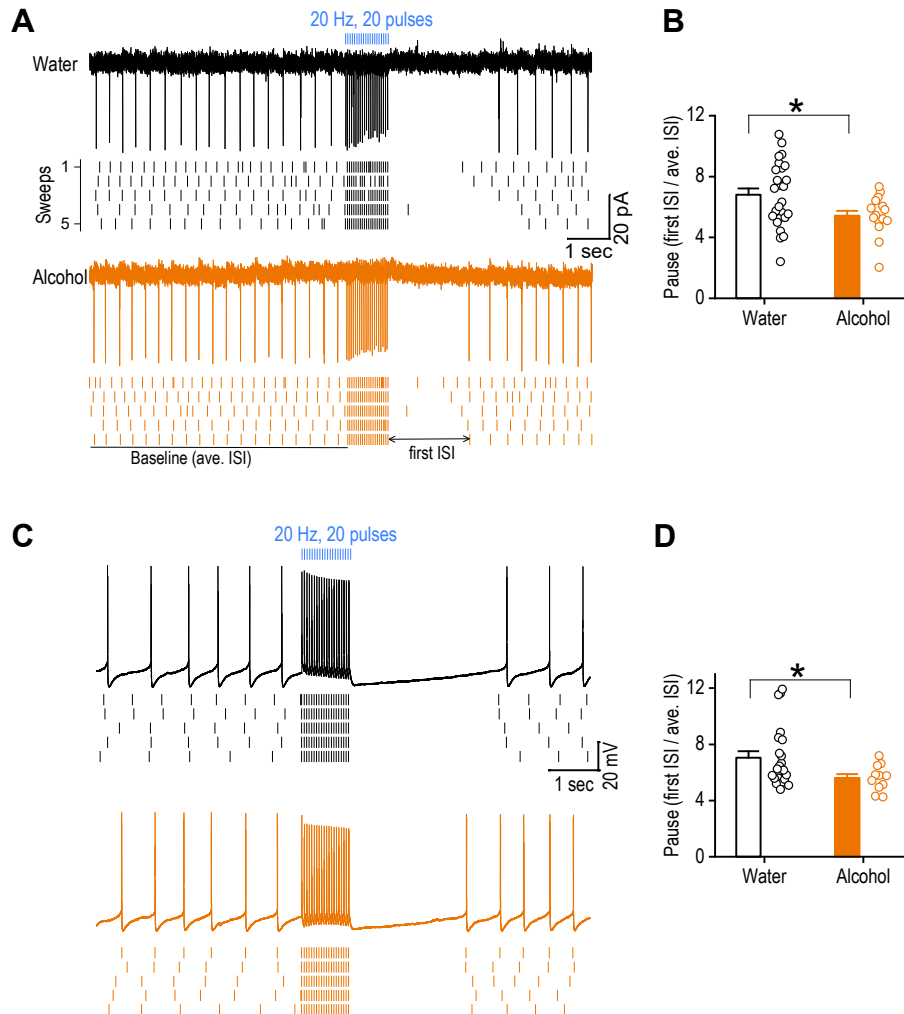 A
20 Hz, 20 pulses
Water
Sweeps
1
5
1 sec
20 pA
Alcohol
Baseline (ave. ISI)
first ISI
B
*
Pause (first ISI / ave. ISI)
12
8
4
0
Water
Alcohol
C
20 Hz, 20 pulses
1 sec
20 mV
D
*
Pause (first ISI / ave. ISI)
12
8
4
0
Water
Alcohol